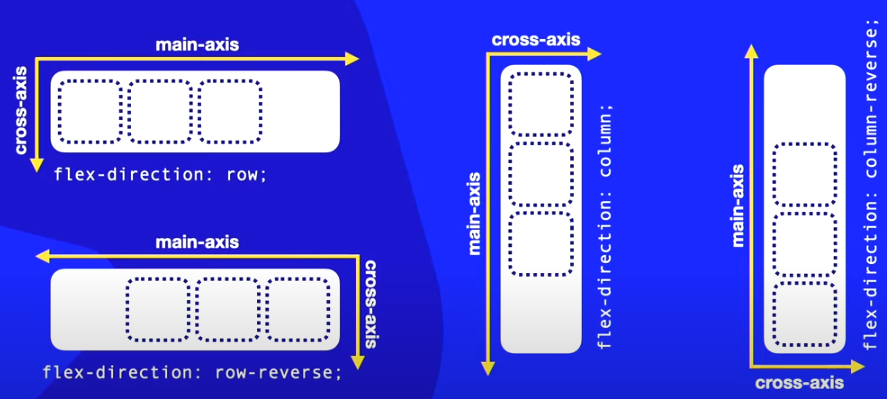 main-axis
cross-axis
flex-direction: row;
main-axis
cross-axis
flex-direction: row-reverse;
cross-axis
main-axis
flex-direction: column;
main-axis
cross-axis
flex-direction: column-reverse;